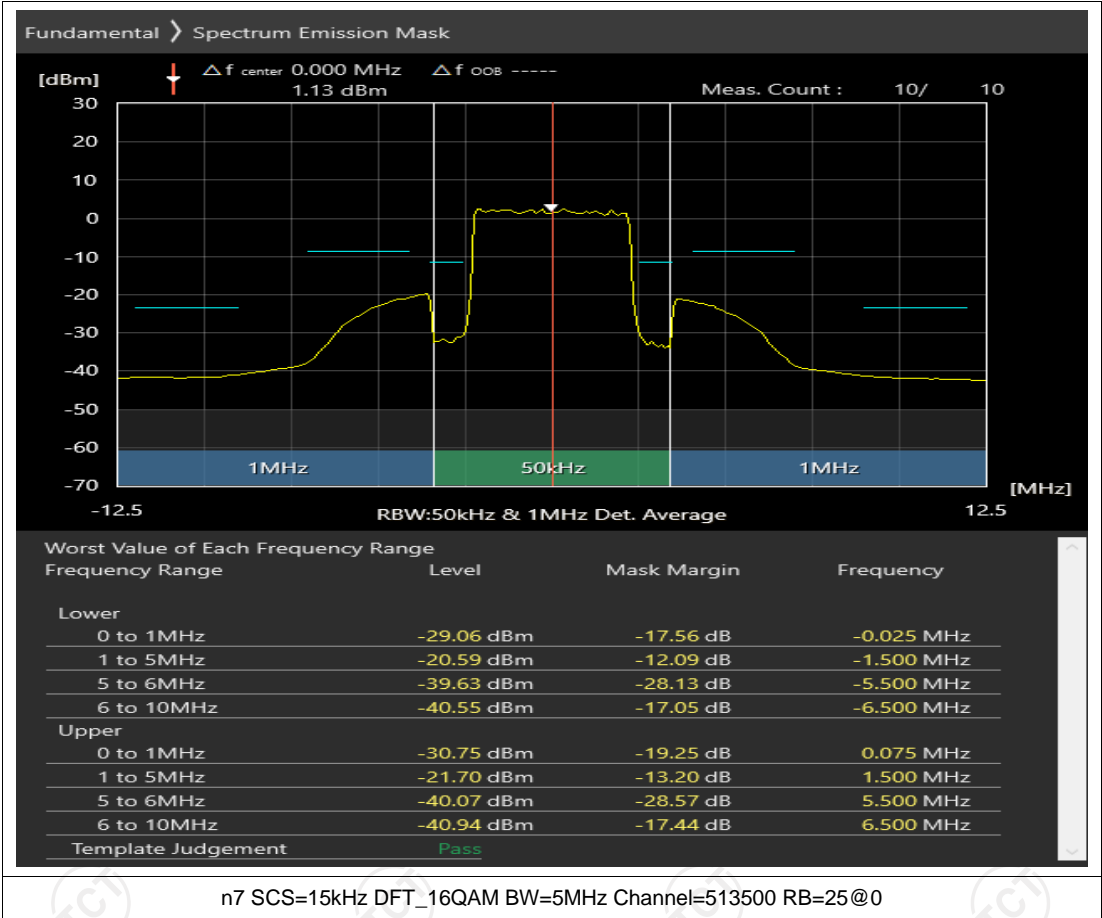 Fundamental ❯ Spectrum Emission Mask
[dBm] △f center 0.000 MHz △f OOB -----
1.13 dBm Meas. Count : 10/ 10
30
20
10
0
-10
-20
-30
-40
-50
-60
-70
1MHz 50kHz 1MHz
[MHz]
-12.5 RBW:50kHz & 1MHz Det. Average 12.5
Worst Value of Each Frequency Range
Frequency Range Level Mask Margin Frequency
Lower
0 to 1MHz -29.06 dBm -17.56 dB -0.025 MHz
1 to 5MHz -20.59 dBm -12.09 dB -1.500 MHz
5 to 6MHz -39.63 dBm -28.13 dB -5.500 MHz
6 to 10MHz -40.55 dBm -17.05 dB -6.500 MHz
Upper
0 to 1MHz -30.75 dBm -19.25 dB 0.075 MHz
1 to 5MHz -21.70 dBm -13.20 dB 1.500 MHz
5 to 6MHz -40.07 dBm -28.57 dB 5.500 MHz
6 to 10MHz -40.94 dBm -17.44 dB 6.500 MHz
Template Judgement Pass
n7 SCS=15kHz DFT_16QAM BW=5MHz Channel=513500 RB=25@0
TCT TCT TCT TCT